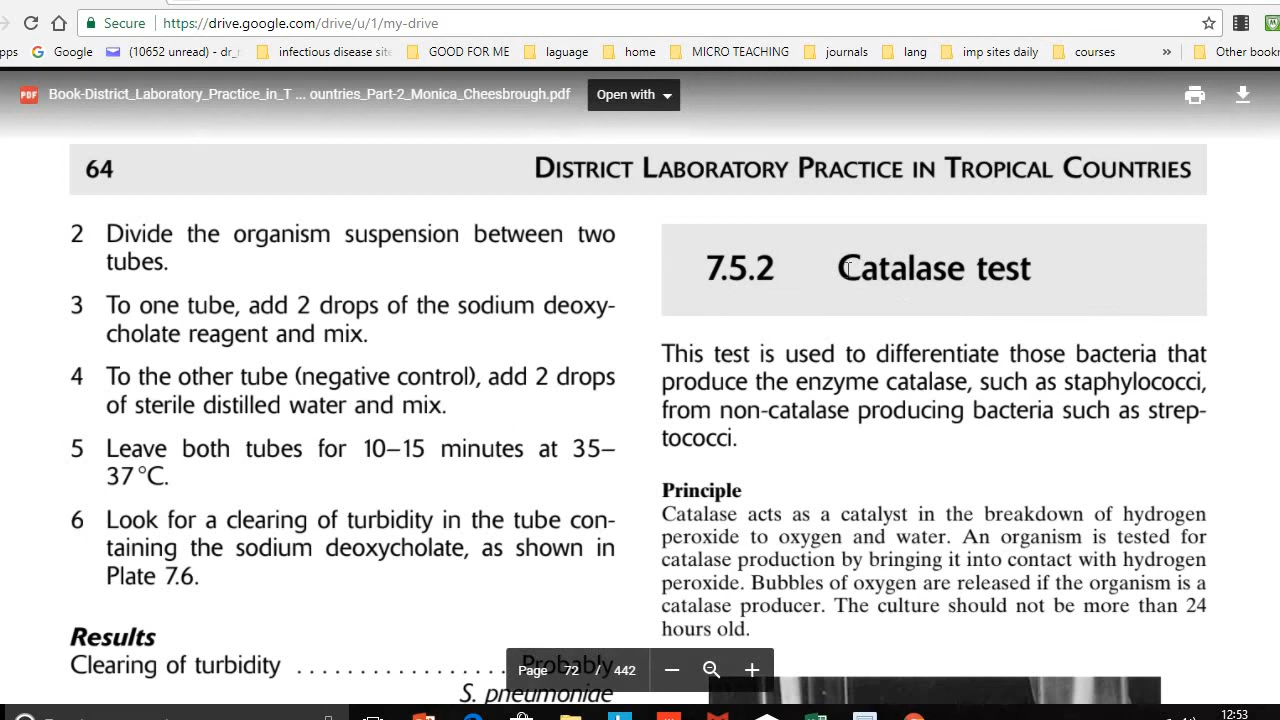 Secure
https://drive.google.com/drive/u/1/my-drive
pps Google (10652 unread) - dr_ infectious disease site GOOD FOR ME laguage home MICRO TEACHING journals lang imp sites daily courses » Other book
PDF Book-District_Laboratory_Practice_in_T ... ountries_Part-2_Monica_Cheesbrough.pdf Open with
64 DISTRICT LABORATORY PRACTICE IN TROPICAL COUNTRIES
2 Divide the organism suspension between two
tubes.
3 To one tube, add 2 drops of the sodium deoxy-
cholate reagent and mix.
4 To the other tube (negative control), add 2 drops
of sterile distilled water and mix.
5 Leave both tubes for 10–15 minutes at 35–
37 °C.
6 Look for a clearing of turbidity in the tube con-
taining the sodium deoxycholate, as shown in
Plate 7.6.
Results
Clearing of turbidity . . . . . . . . . . . . . . . . . Probably
S. pneumoniae
7.5.2 Catalase test
This test is used to differentiate those bacteria that
produce the enzyme catalase, such as staphylococci,
from non-catalase producing bacteria such as strep-
tococci.
Principle
Catalase acts as a catalyst in the breakdown of hydrogen
peroxide to oxygen and water. An organism is tested for
catalase production by bringing it into contact with hydrogen
peroxide. Bubbles of oxygen are released if the organism is a
catalase producer. The culture should not be more than 24
hours old.
Page 72 / 442
12:53